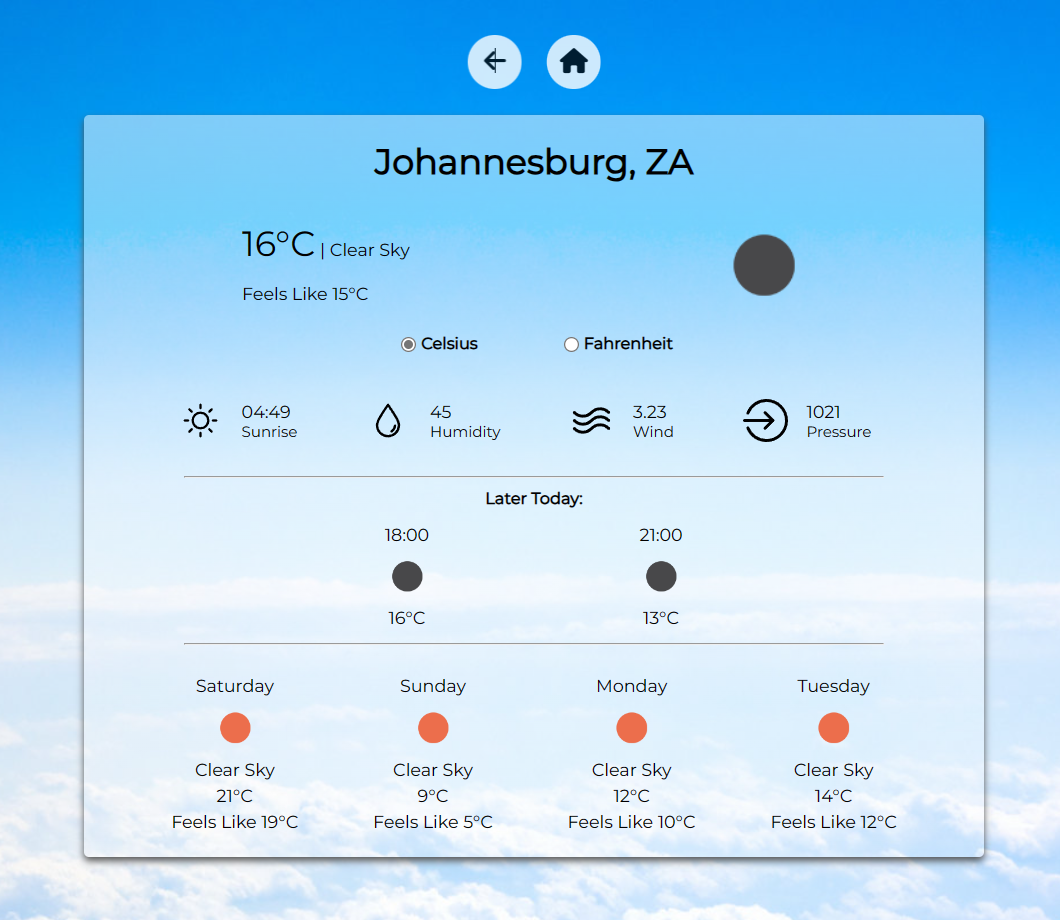 Johannesburg, ZA
16°C | Clear Sky
Feels Like 15°C
Celsius Fahrenheit
04:49 45 3.23 1021
Sunrise Humidity Wind Pressure
Later Today:
18:00 21:00
16°C 13°C
Saturday Sunday Monday Tuesday
Clear Sky Clear Sky Clear Sky Clear Sky
21°C 9°C 12°C 14°C
Feels Like 19°C Feels Like 5°C Feels Like 10°C Feels Like 12°C